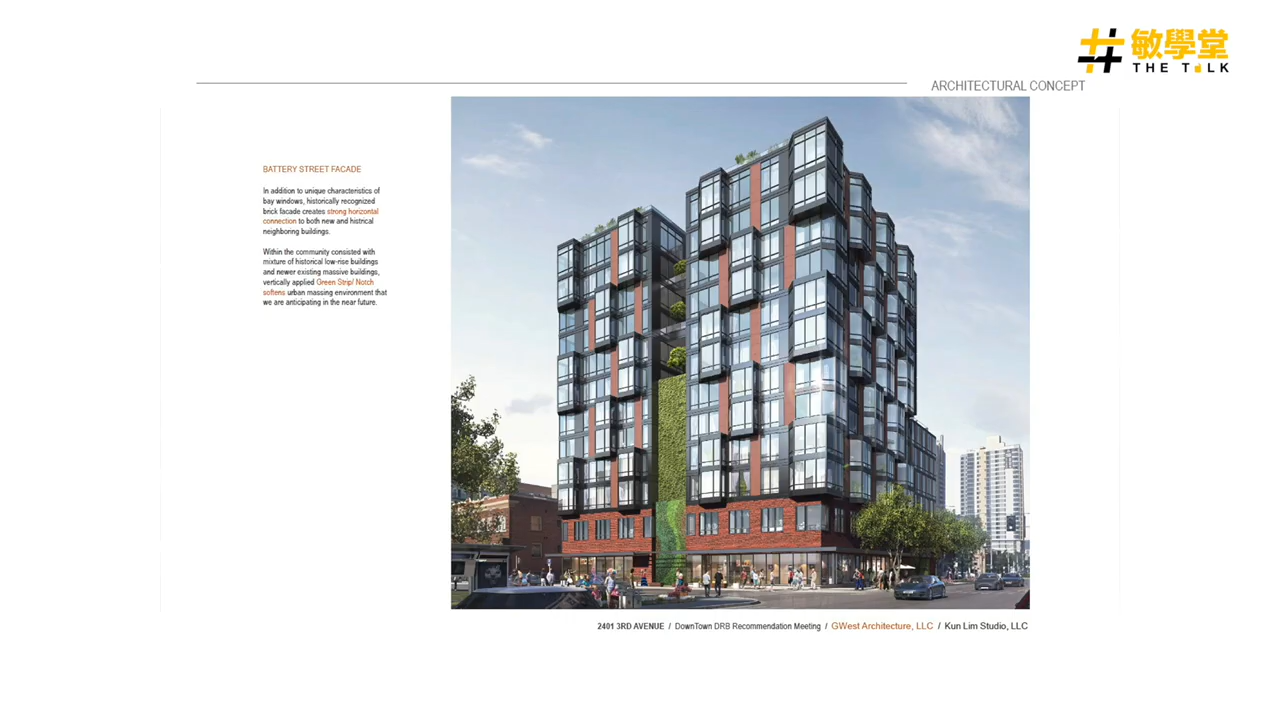 敏學堂
THE TALK
ARCHITECTURAL CONCEPT
BATTERY STREET FACADE
In addition to unique characteristics of
bay windows, historically recognized
brick facade creates strong horizontal
connection to both new and histrical
neighboring buildings.
Within the community consisted with
mixture of historical low-rise buildings
and newer existing massive buildings,
vertically applied Green Strip/ Notch
softens urban massing environment that
we are anticipating in the near future.
2401 3RD AVENUE / DownTown DRB Recommendation Meeting / GWest Architecture, LLC / Kun Lim Studio, LLC